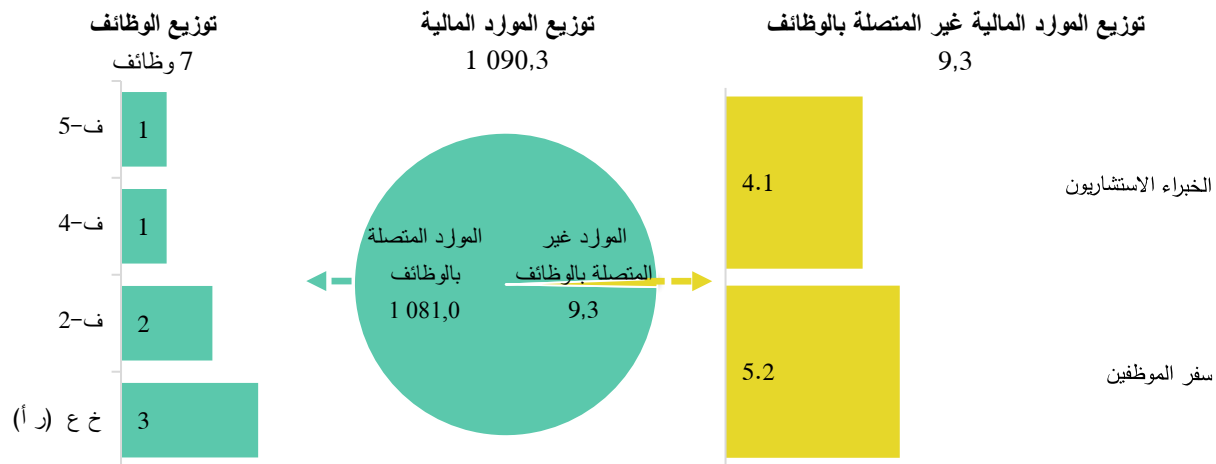 توزيع الموارد المالية غير المتصلة بالوظائف
9,3
الخبراء الاستشاريون
4.1
سفر الموظفين
5.2
توزيع الموارد المالية
1 090,3
الموارد غير
المتصلة بالوظائف
9,3
الموارد المتصلة
بالوظائف
1 081,0
توزيع الوظائف
7 وظائف
ف-5
1
ف-4
1
ف-2
2
خ ع (ر أ)
3